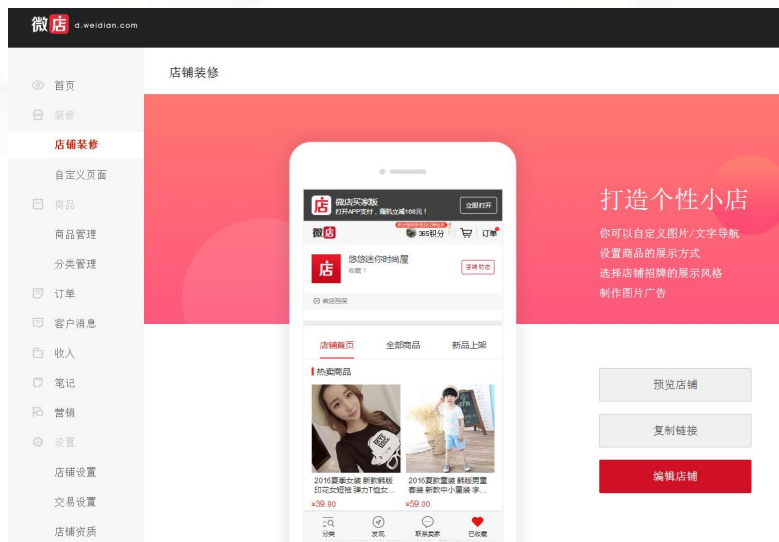 微店 d.weidian.com
首页
装修
店铺装修
自定义页面
商品
商品管理
分类管理
订单
客户消息
收入
笔记
营销
设置
店铺设置
交易设置
店铺资质
店铺装修
店 微店买家版
打开APP支付，随机立减168元！
立即打开
微店
365积分
订单
店
悠悠迷你时尚屋
收藏 1
店铺动态
微店担保
店铺首页 全部商品 新品上架
热卖商品
2016夏季女装 新款韩版
印花女短袖 弹力T恤女...
¥39.90
2016夏款童装 韩版男童
套装 新款中小童装 字...
¥59.00
分类 发现 联系卖家 已收藏
打造个性小店
你可以自定义图片/文字导航
设置商品的展示方式
选择店铺招牌的展示风格
制作图片广告
预览店铺
复制链接
编辑店铺